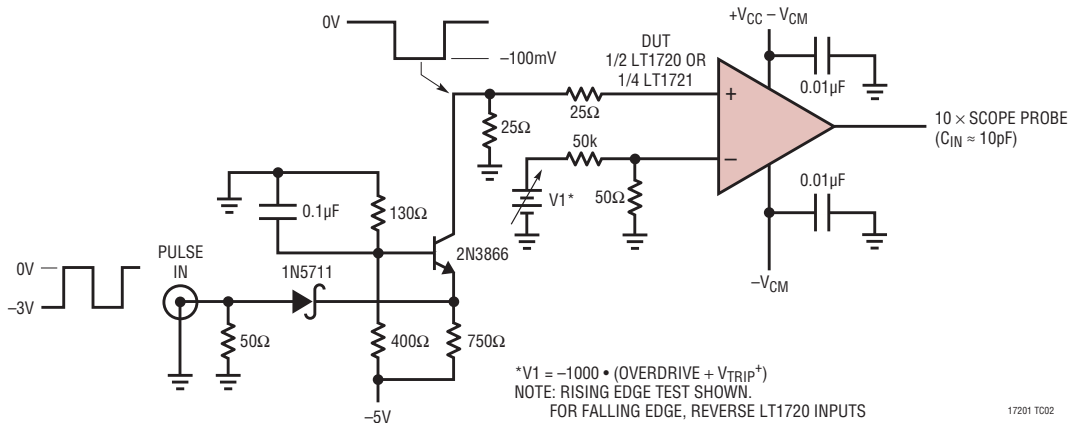 0V
–100mV
+VCC – VCM
DUT
1/2 LT1720 OR
1/4 LT1721
0.01µF
25Ω
25Ω
+
–
10 × SCOPE PROBE
(CIN ≈ 10pF)
50k
V1*
50Ω
0.01µF
0.1µF
130Ω
2N3866
–VCM
0V
–3V
PULSE
IN
1N5711
50Ω
400Ω
750Ω
–5V
*V1 = –1000 • (OVERDRIVE + VTRIP+)
NOTE: RISING EDGE TEST SHOWN.
FOR FALLING EDGE, REVERSE LT1720 INPUTS
17201 TC02